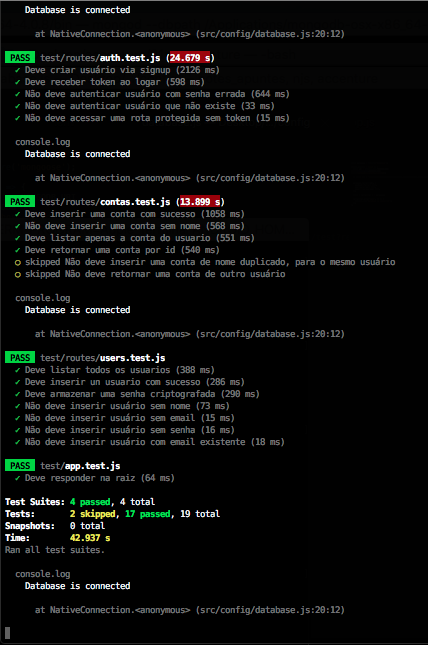 Database is connected
at NativeConnection.<anonymous> (src/config/database.js:20:12)
PASS test/routes/auth.test.js (24.679 s)
✓ Deve criar usuário via signup (2126 ms)
✓ Deve receber token ao logar (598 ms)
✓ Não deve autenticar usuário com senha errada (644 ms)
✓ Não deve autenticar usuário que não existe (33 ms)
✓ Não deve acessar uma rota protegida sem token (15 ms)
console.log
Database is connected
at NativeConnection.<anonymous> (src/config/database.js:20:12)
PASS test/routes/contas.test.js (13.899 s)
✓ Deve inserir uma conta com sucesso (1058 ms)
✓ Não deve inserir uma conta sem nome (568 ms)
✓ Deve listar apenas a conta do usuario (551 ms)
✓ Deve retornar uma conta por id (540 ms)
○ skipped Não deve inserir uma conta de nome duplicado, para o mesmo usuário
○ skipped Não deve retornar uma conta de outro usuário
console.log
Database is connected
at NativeConnection.<anonymous> (src/config/database.js:20:12)
PASS test/routes/users.test.js
✓ Deve listar todos os usuarios (388 ms)
✓ Deve inserir un usuario com sucesso (286 ms)
✓ Deve armazenar uma senha criptografada (290 ms)
✓ Não deve inserir usuário sem nome (73 ms)
✓ Não deve inserir usuário sem email (15 ms)
✓ Não deve inserir usuário sem senha (16 ms)
✓ Não deve inserir usuário com email existente (18 ms)
PASS test/app.test.js
✓ Deve responder na raiz (64 ms)
Test Suites: 4 passed, 4 total
Tests: 2 skipped, 17 passed, 19 total
Snapshots: 0 total
Time: 42.937 s
Ran all test suites.
console.log
Database is connected
at NativeConnection.<anonymous> (src/config/database.js:20:12)